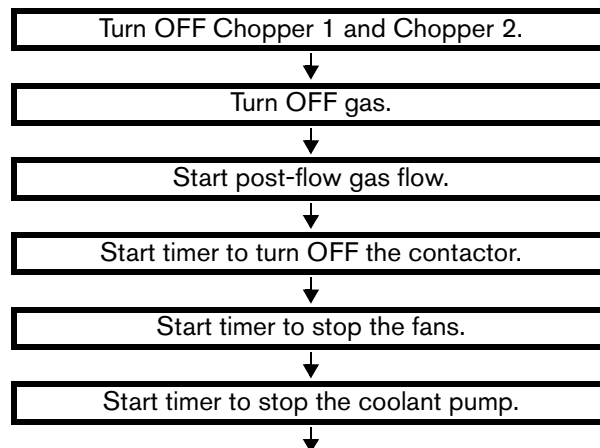 Turn OFF Chopper 1 and Chopper 2.
Turn OFF gas.
Start post-flow gas flow.
Start timer to turn OFF the contactor.
Start timer to stop the fans.
Start timer to stop the coolant pump.